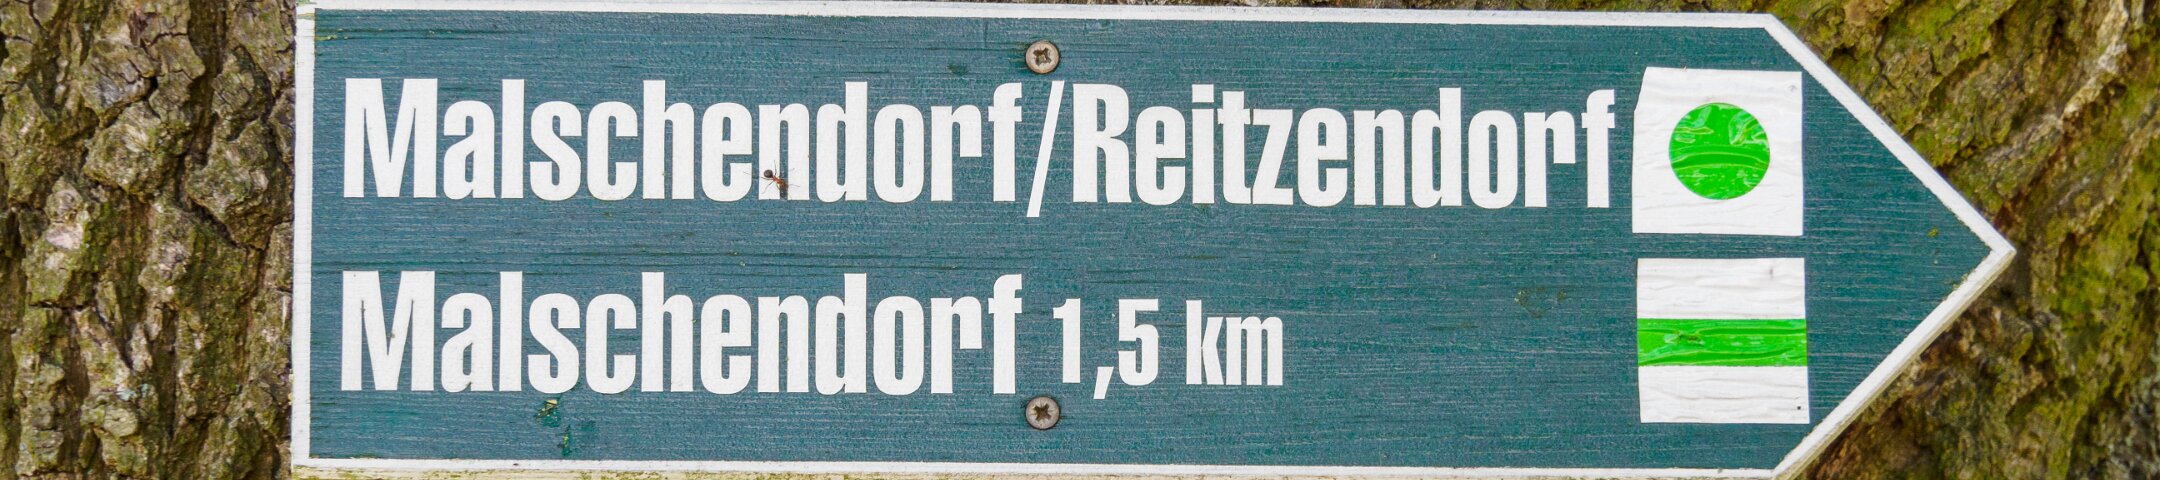 Malschendorf/Reitzendorf
Malschendorf 1,5 km